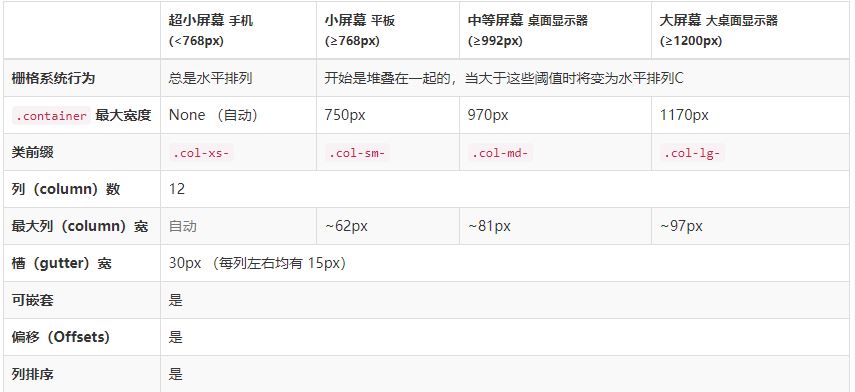 超小屏幕 手机 小屏幕 平板 中等屏幕 桌面显示器 大屏幕 大桌面显示器
(<768px) (≥768px) (≥992px) (≥1200px)
栅格系统行为 总是水平排列 开始是堆叠在一起的，当大于这些阈值时将变为水平排列C
.container 最大宽度 None （自动） 750px 970px 1170px
类前缀 .col-xs- .col-sm- .col-md- .col-lg-
列（column）数 12
最大列（column）宽 自动 ~62px ~81px ~97px
槽（gutter）宽 30px （每列左右均有 15px）
可嵌套 是
偏移（Offsets） 是
列排序 是